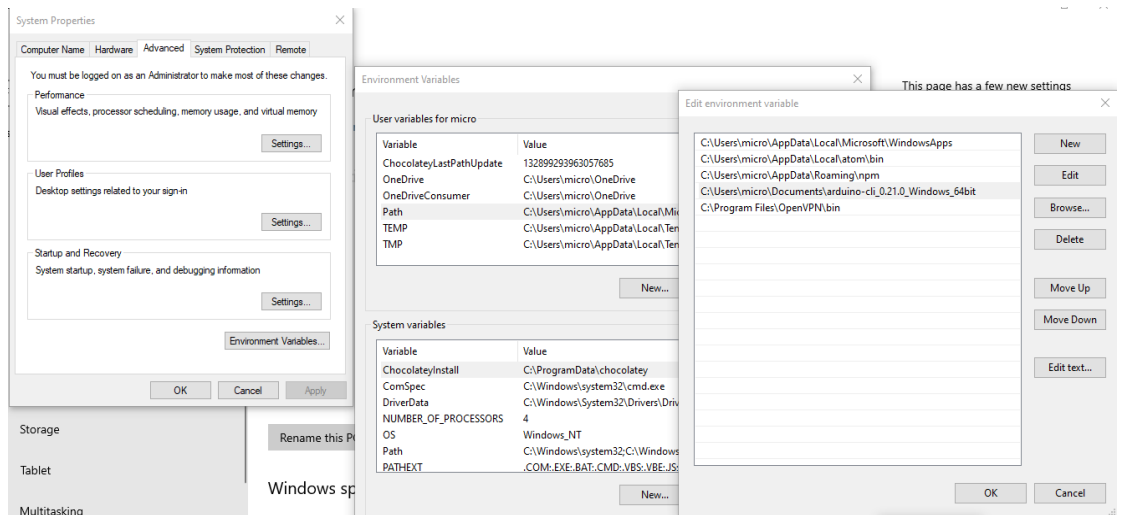 System Properties
Computer Name Hardware Advanced System Protection Remote
You must be logged on as an Administrator to make most of these changes.
Performance
Visual effects, processor scheduling, memory usage, and virtual memory
Settings...
User Profiles
Desktop settings related to your sign-in
Settings...
Startup and Recovery
System startup, system failure, and debugging information
Settings...
Environment Variables...
OK Cancel Apply
Storage
Tablet
Multitasking
Rename this P
Windows sp
Environment Variables
User variables for micro
Variable Value
ChocolateyLastPathUpdate 132899293963057685
OneDrive C:\Users\micro\OneDrive
OneDriveConsumer C:\Users\micro\OneDrive
Path C:\Users\micro\AppData\Local\Mic
TEMP C:\Users\micro\AppData\Local\Ten
TMP C:\Users\micro\AppData\Local\Ten
New...
System variables
Variable Value
ChocolateyInstall C:\ProgramData\chocolatey
ComSpec C:\Windows\system32\cmd.exe
DriverData C:\Windows\System32\Drivers\Driv
NUMBER_OF_PROCESSORS 4
OS Windows_NT
Path C:\Windows\system32;C:\Windows
PATHEXT .COM;.EXE;.BAT;.CMD;.VBS;.VBE;.JS;
New...
This page has a few new settings
Edit environment variable
C:\Users\micro\AppData\Local\Microsoft\WindowsApps
C:\Users\micro\AppData\Local\atom\bin
C:\Users\micro\AppData\Roaming\npm
C:\Users\micro\Documents\arduino-cli_0.21.0_Windows_64bit
C:\Program Files\OpenVPN\bin
New
Edit
Browse...
Delete
Move Up
Move Down
Edit text...
OK Cancel